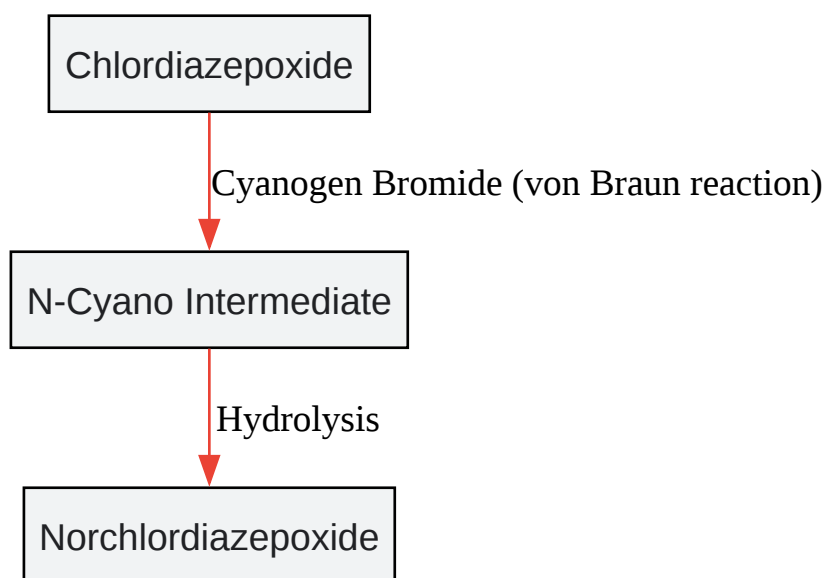 Chlordiazepoxide
Cyanogen Bromide (von Braun reaction)
N-Cyano Intermediate
Hydrolysis
Norchlordiazepoxide